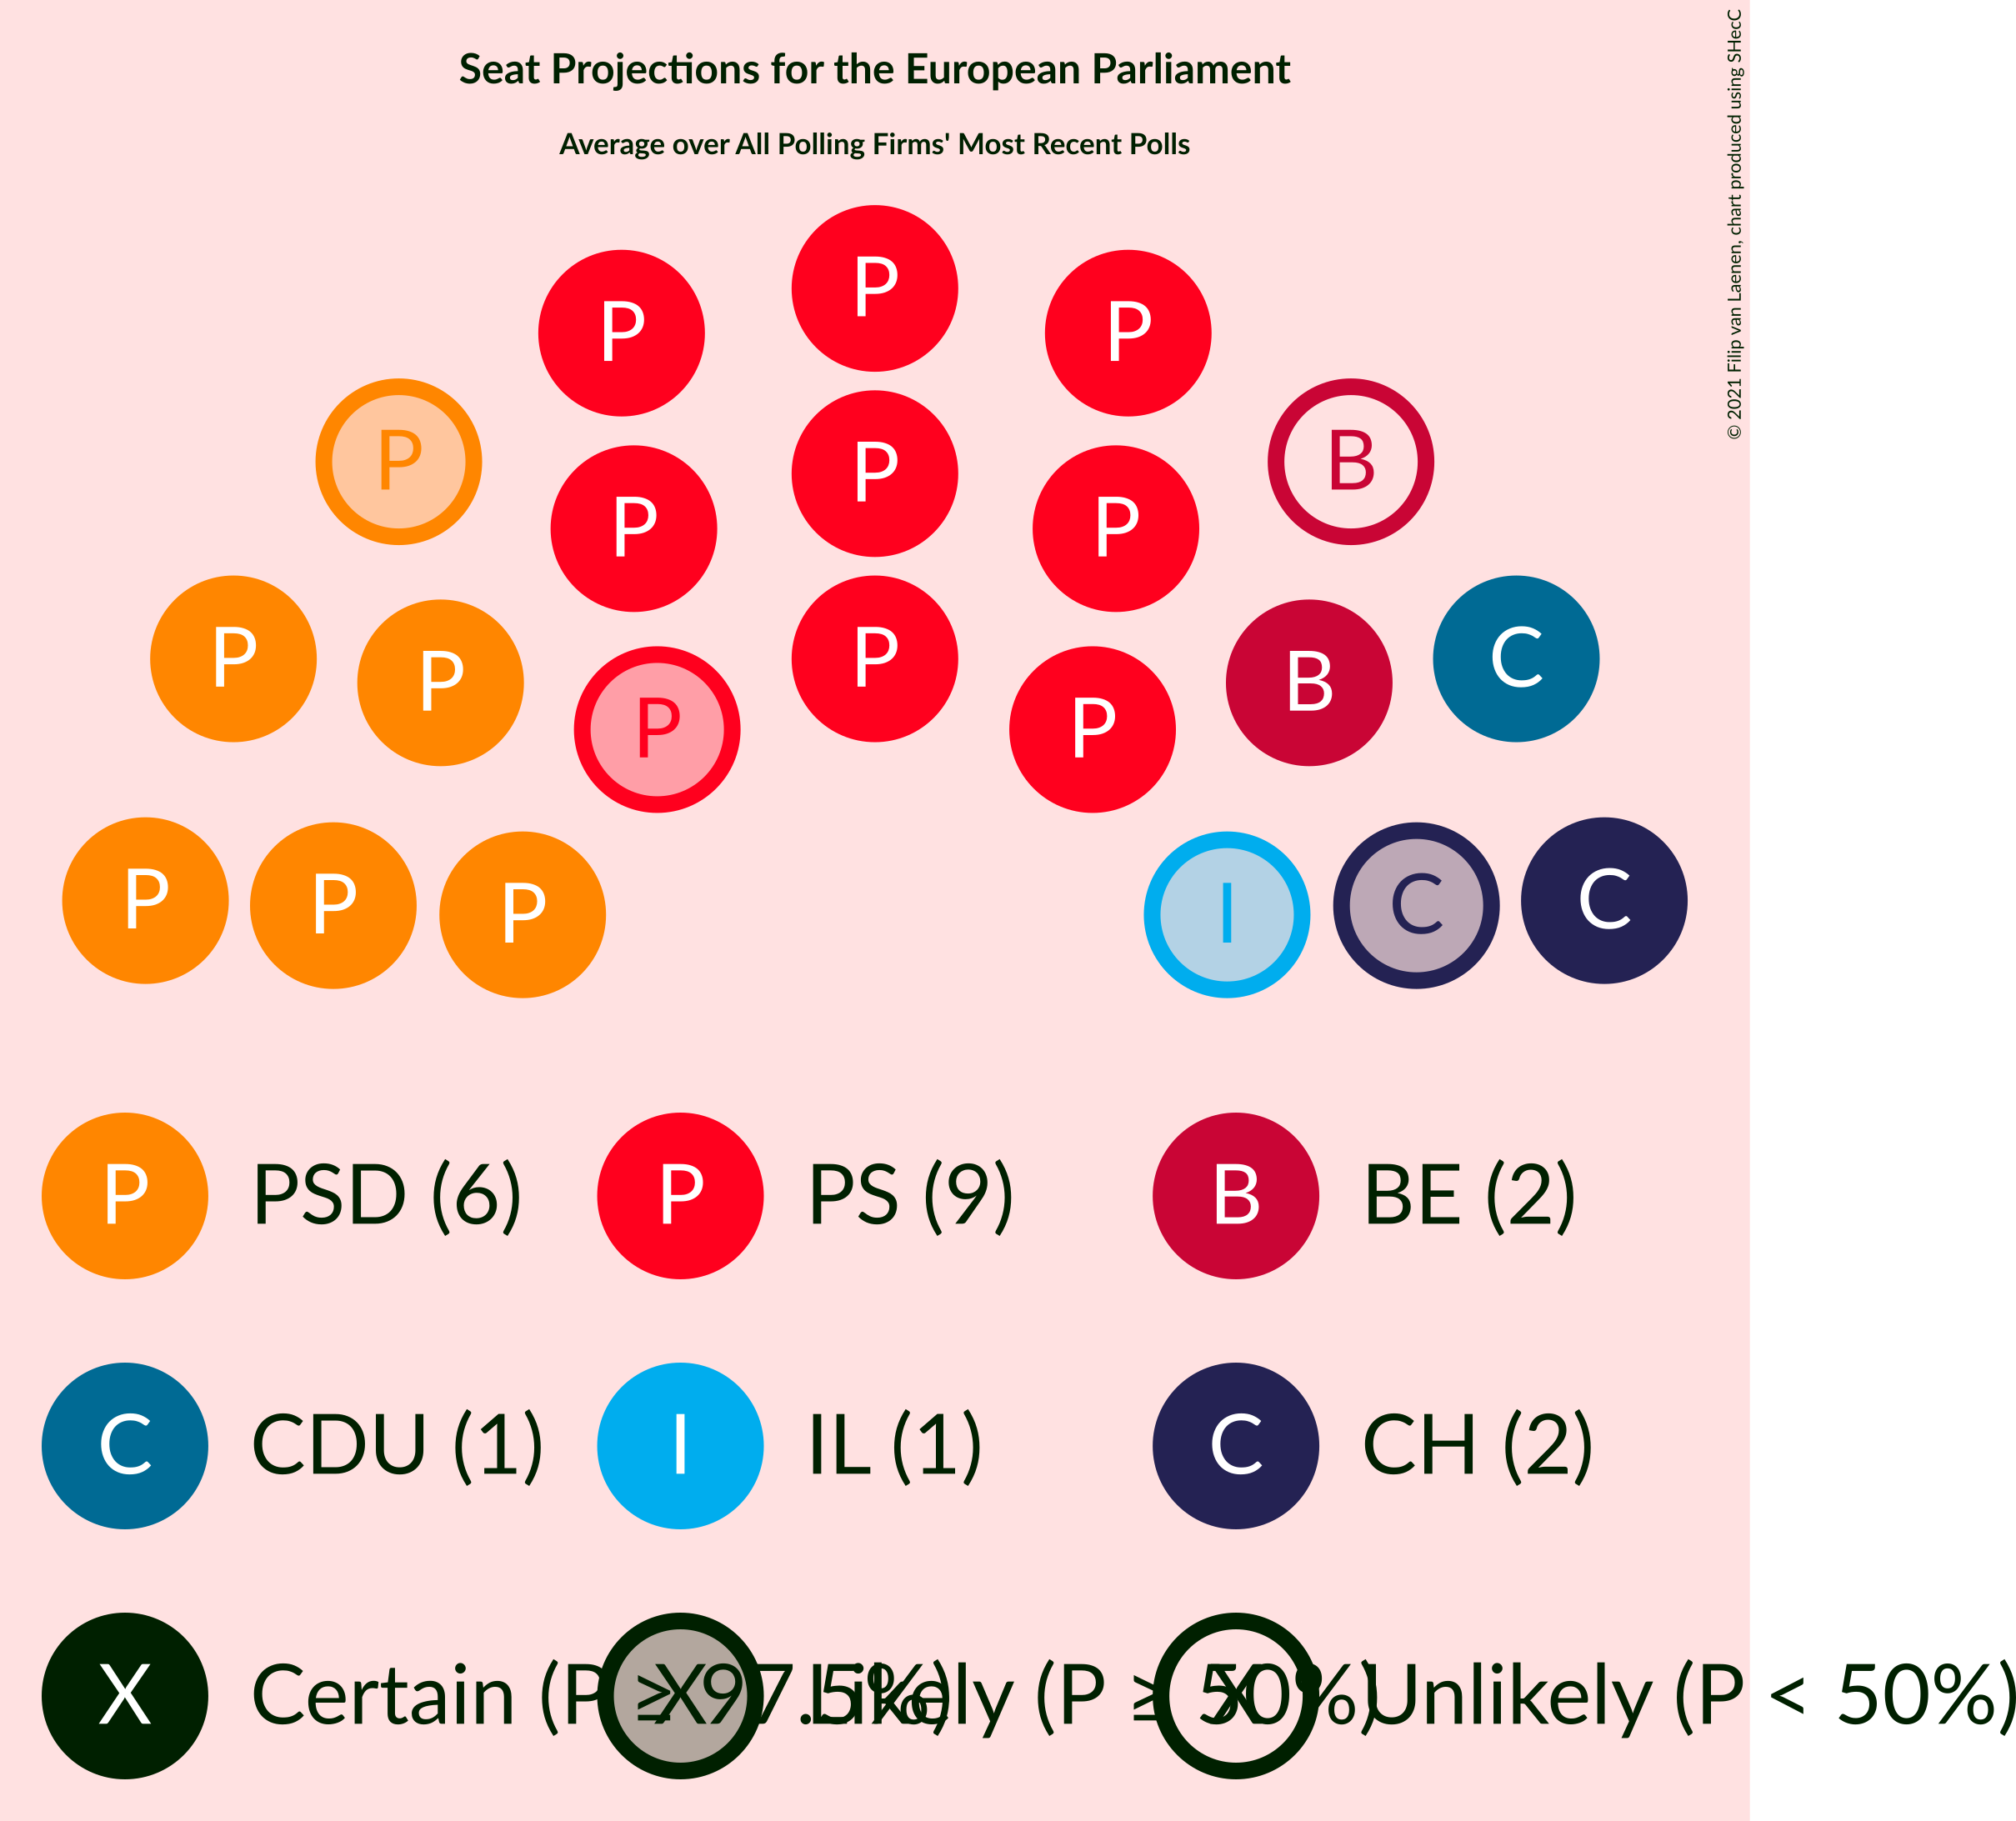 Seat Projections for the European Parliament
Average over All Polling Firms' Most Recent Polls
© 2021 Filip van Laenen, chart produced using SHecC
P
P P
P B
P
P P
P P
P B C
P P
P P P I C C
P PSD (6) P PS (9) B BE (2)
C CDU (1) I IL (1) C CH (2)
X Certain (P ≥ 97.5%) X Likely (P ≥ 50%) X Unlikely (P < 50%)